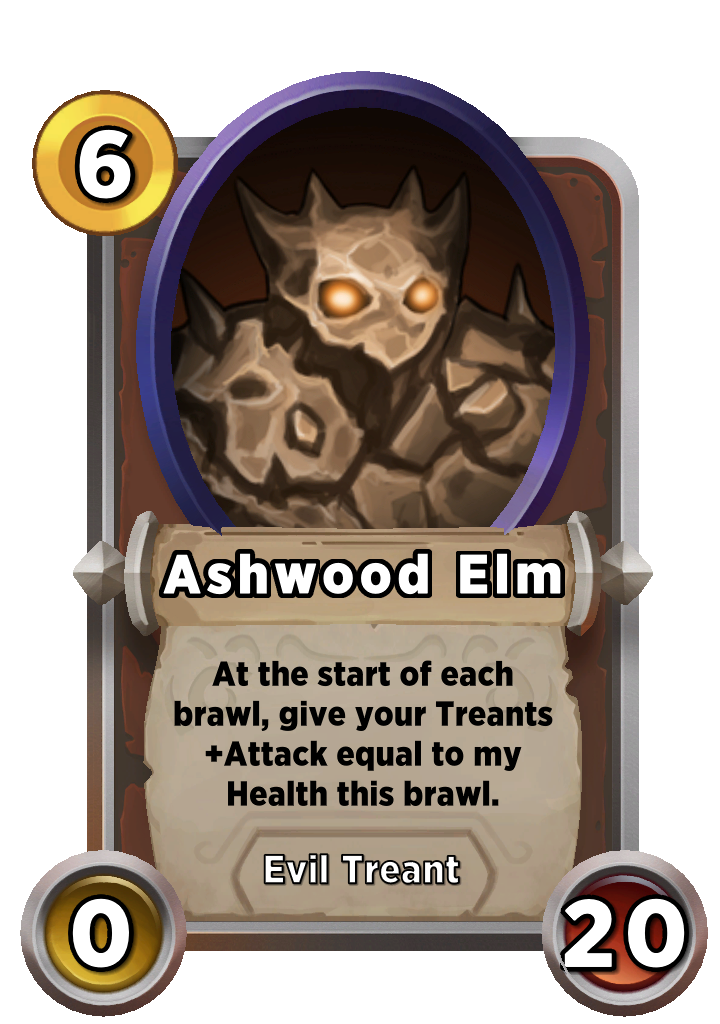 6
Ashwood Elm
At the start of each
brawl, give your Treants
+Attack equal to my
Health this brawl.
Evil Treant
0
20